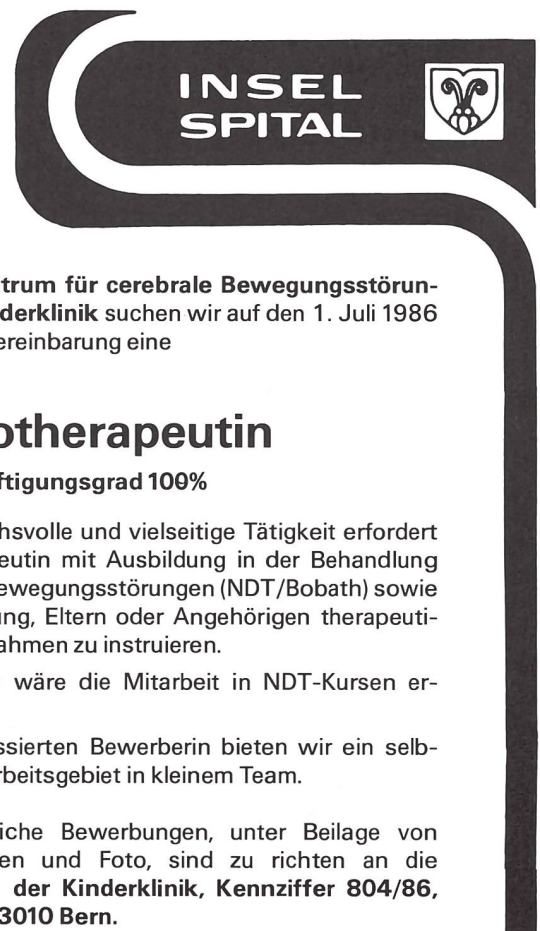 INSEL
SPITAL
trum für cerebrale Bewegungsstörun-
derklinik suchen wir auf den 1. Juli 1986
ereinbarung eine
otherapeutin
ftigungsgrad 100%
hsvolle und vielseitige Tätigkeit erfordert
eutin mit Ausbildung in der Behandlung
ewegungsstörungen (NDT/Bobath) sowie
ung, Eltern oder Angehörigen therapeuti-
ahmen zu instruieren.
wäre die Mitarbeit in NDT-Kursen er-
ssierten Bewerberin bieten wir ein selb-
rbeitsgebiet in kleinem Team.
liche Bewerbungen, unter Beilage von
en und Foto, sind zu richten an die
der Kinderklinik, Kennziffer 804/86,
3010 Bern.